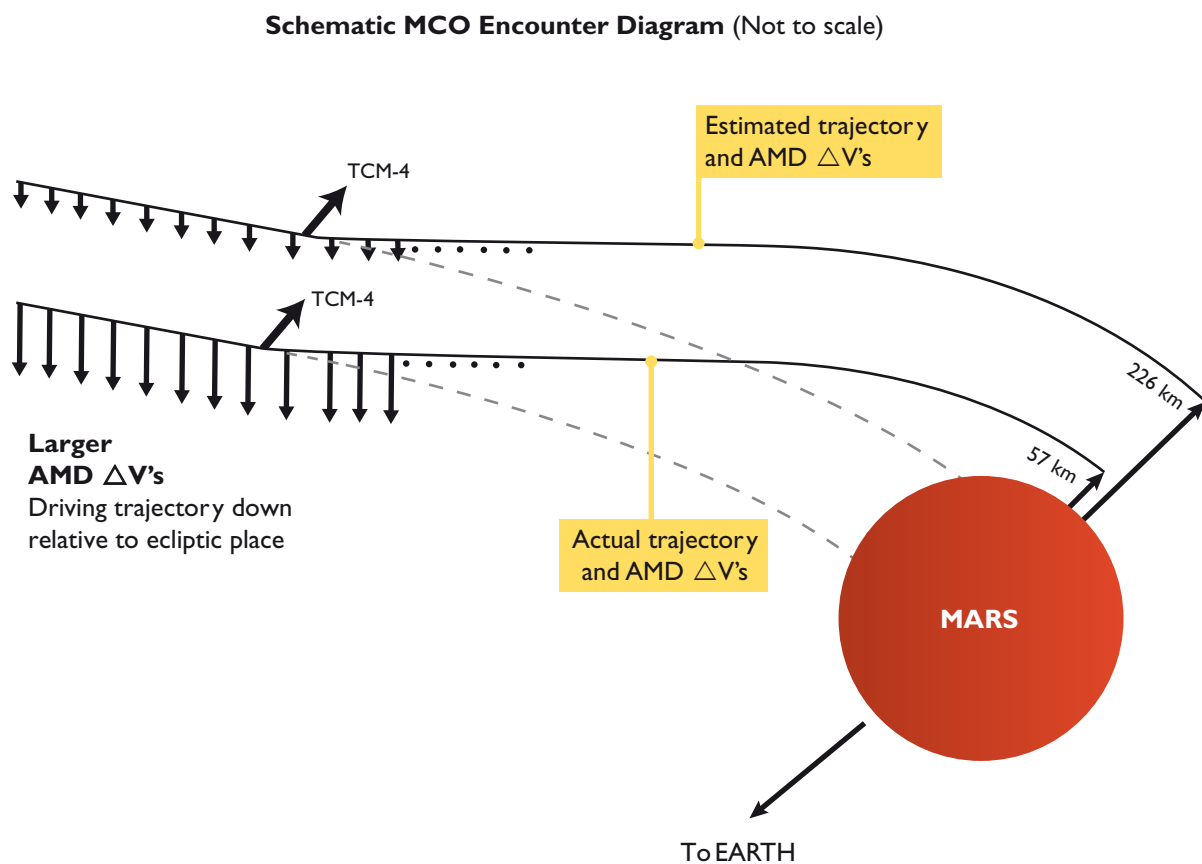 Schematic MCO Encounter Diagram (Not to scale)
Estimated trajectory
and AMD △V’s
TCM-4
TCM-4
226 km
57 km
Larger
AMD △V’s
Driving trajectory down
relative to ecliptic place
Actual trajectory
and AMD △V’s
MARS
To EARTH